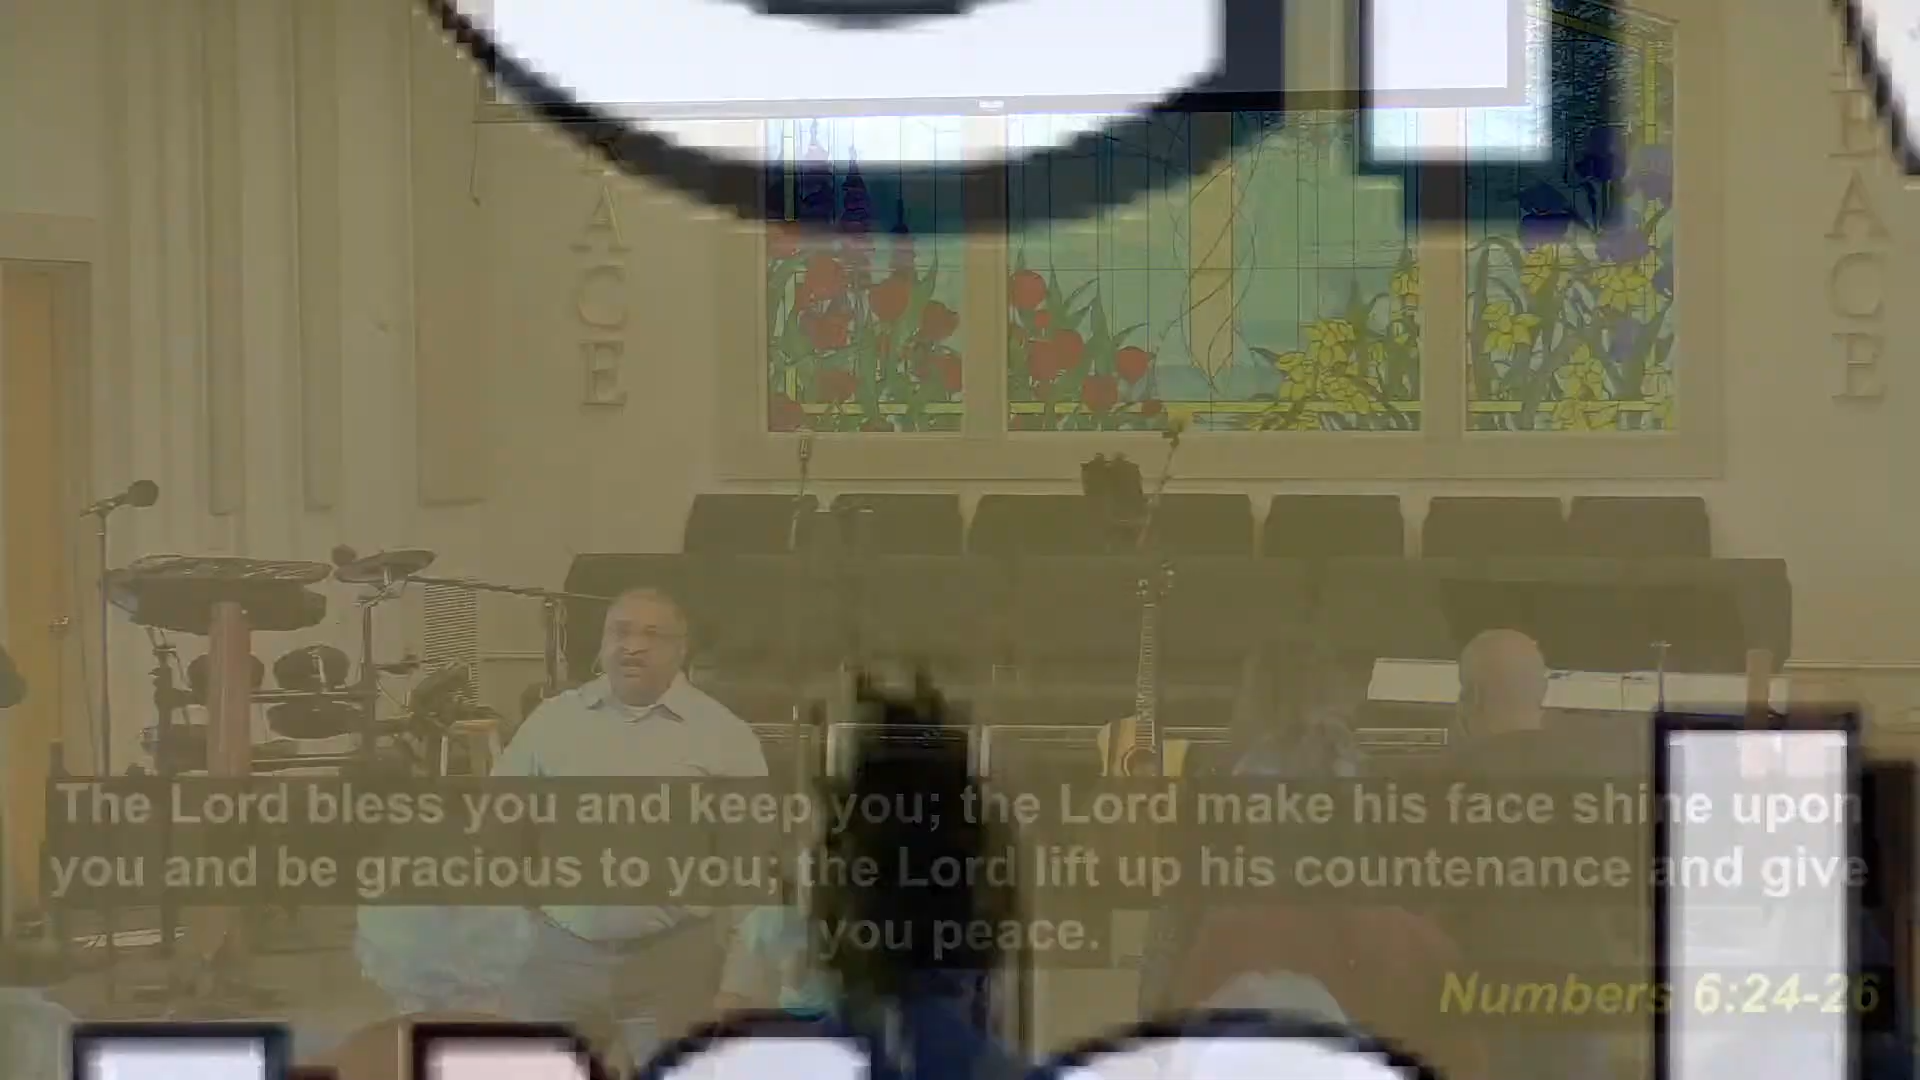 ACE
EACE
The Lord bless you and keep you; the Lord make his face shine upon
you and be gracious to you; the Lord lift up his countenance and give
you peace.
Numbers 6:24-26